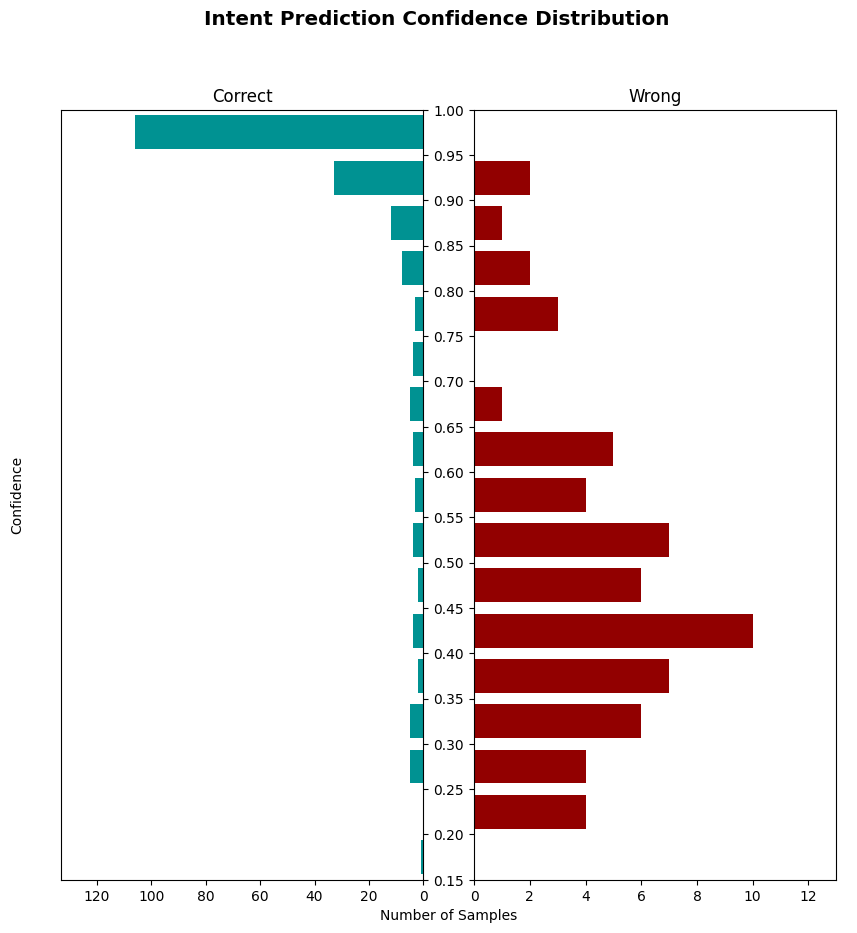 Intent Prediction Confidence Distribution
Correct
Wrong
1.00
0.95
0.90
0.85
0.80
0.75
0.70
0.65
0.60
0.55
0.50
0.45
0.40
0.35
0.30
0.25
0.20
0.15
Confidence
120 100 80 60 40 20 0
0 2 4 6 8 10 12
Number of Samples